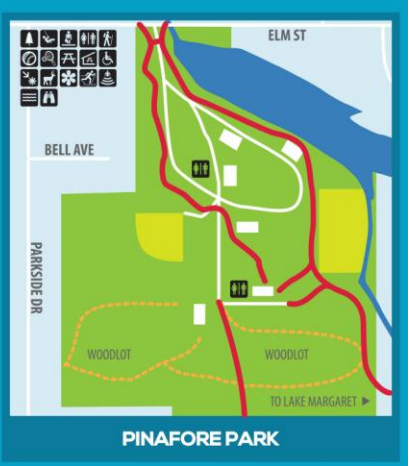 ELM ST
BELL AVE
PARKSIDE DR
WOODLOT
WOODLOT
TO LAKE MARGARET ▶
PINAFORE PARK